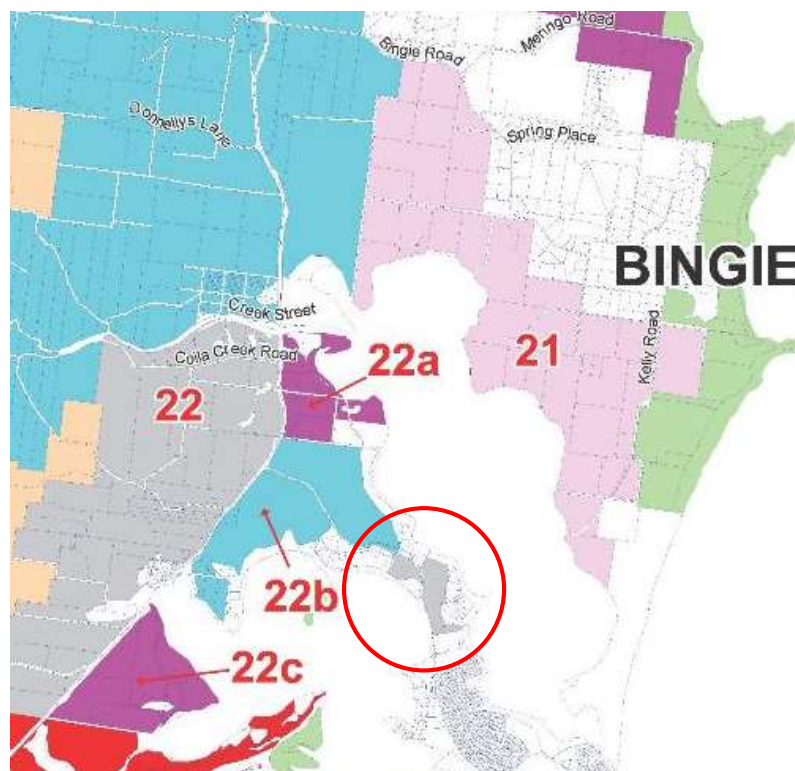 Meringo Road
Bingie Road
Donnellys Lane
Spring Place
BINGIE
Creek Street
Coila Creek Road
22a
21
Kelly Road
22
22b
22c